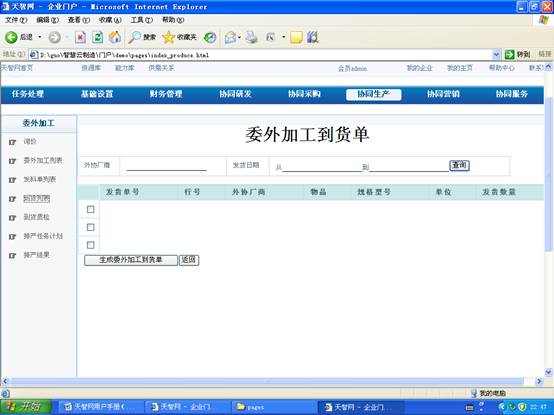 天智网 - 企业门户 - Microsoft Internet Explorer
文件(F) 编辑(E) 查看(V) 收藏(A) 工具(T) 帮助(H)
后退 搜索 收藏夹
地址(D) D:\guo\智慧云制造\门户\demo\pages\index_produce.html 转到 链接
天智网首页 资源库 能力库 供需关系 会员admin 我的企业 我的主页 帮助中心
任务处理 基础设置 财务管理 协同研发 协同采购 协同生产 协同营销 协同服务
委外加工
询价
委外加工列表
发料单列表
到货列表
到货质检
排产任务计划
排产结果
委外加工到货单
外协厂商 发货日期 从 到 查询
发货单号 行号 外协厂商 物品 规格型号 单位 发货数量
生成委外加工到货单 返回
我的电脑
开始 天智网用户手册(... 天智网 - 企业门... pages 天智网 - 企业门... 22:47